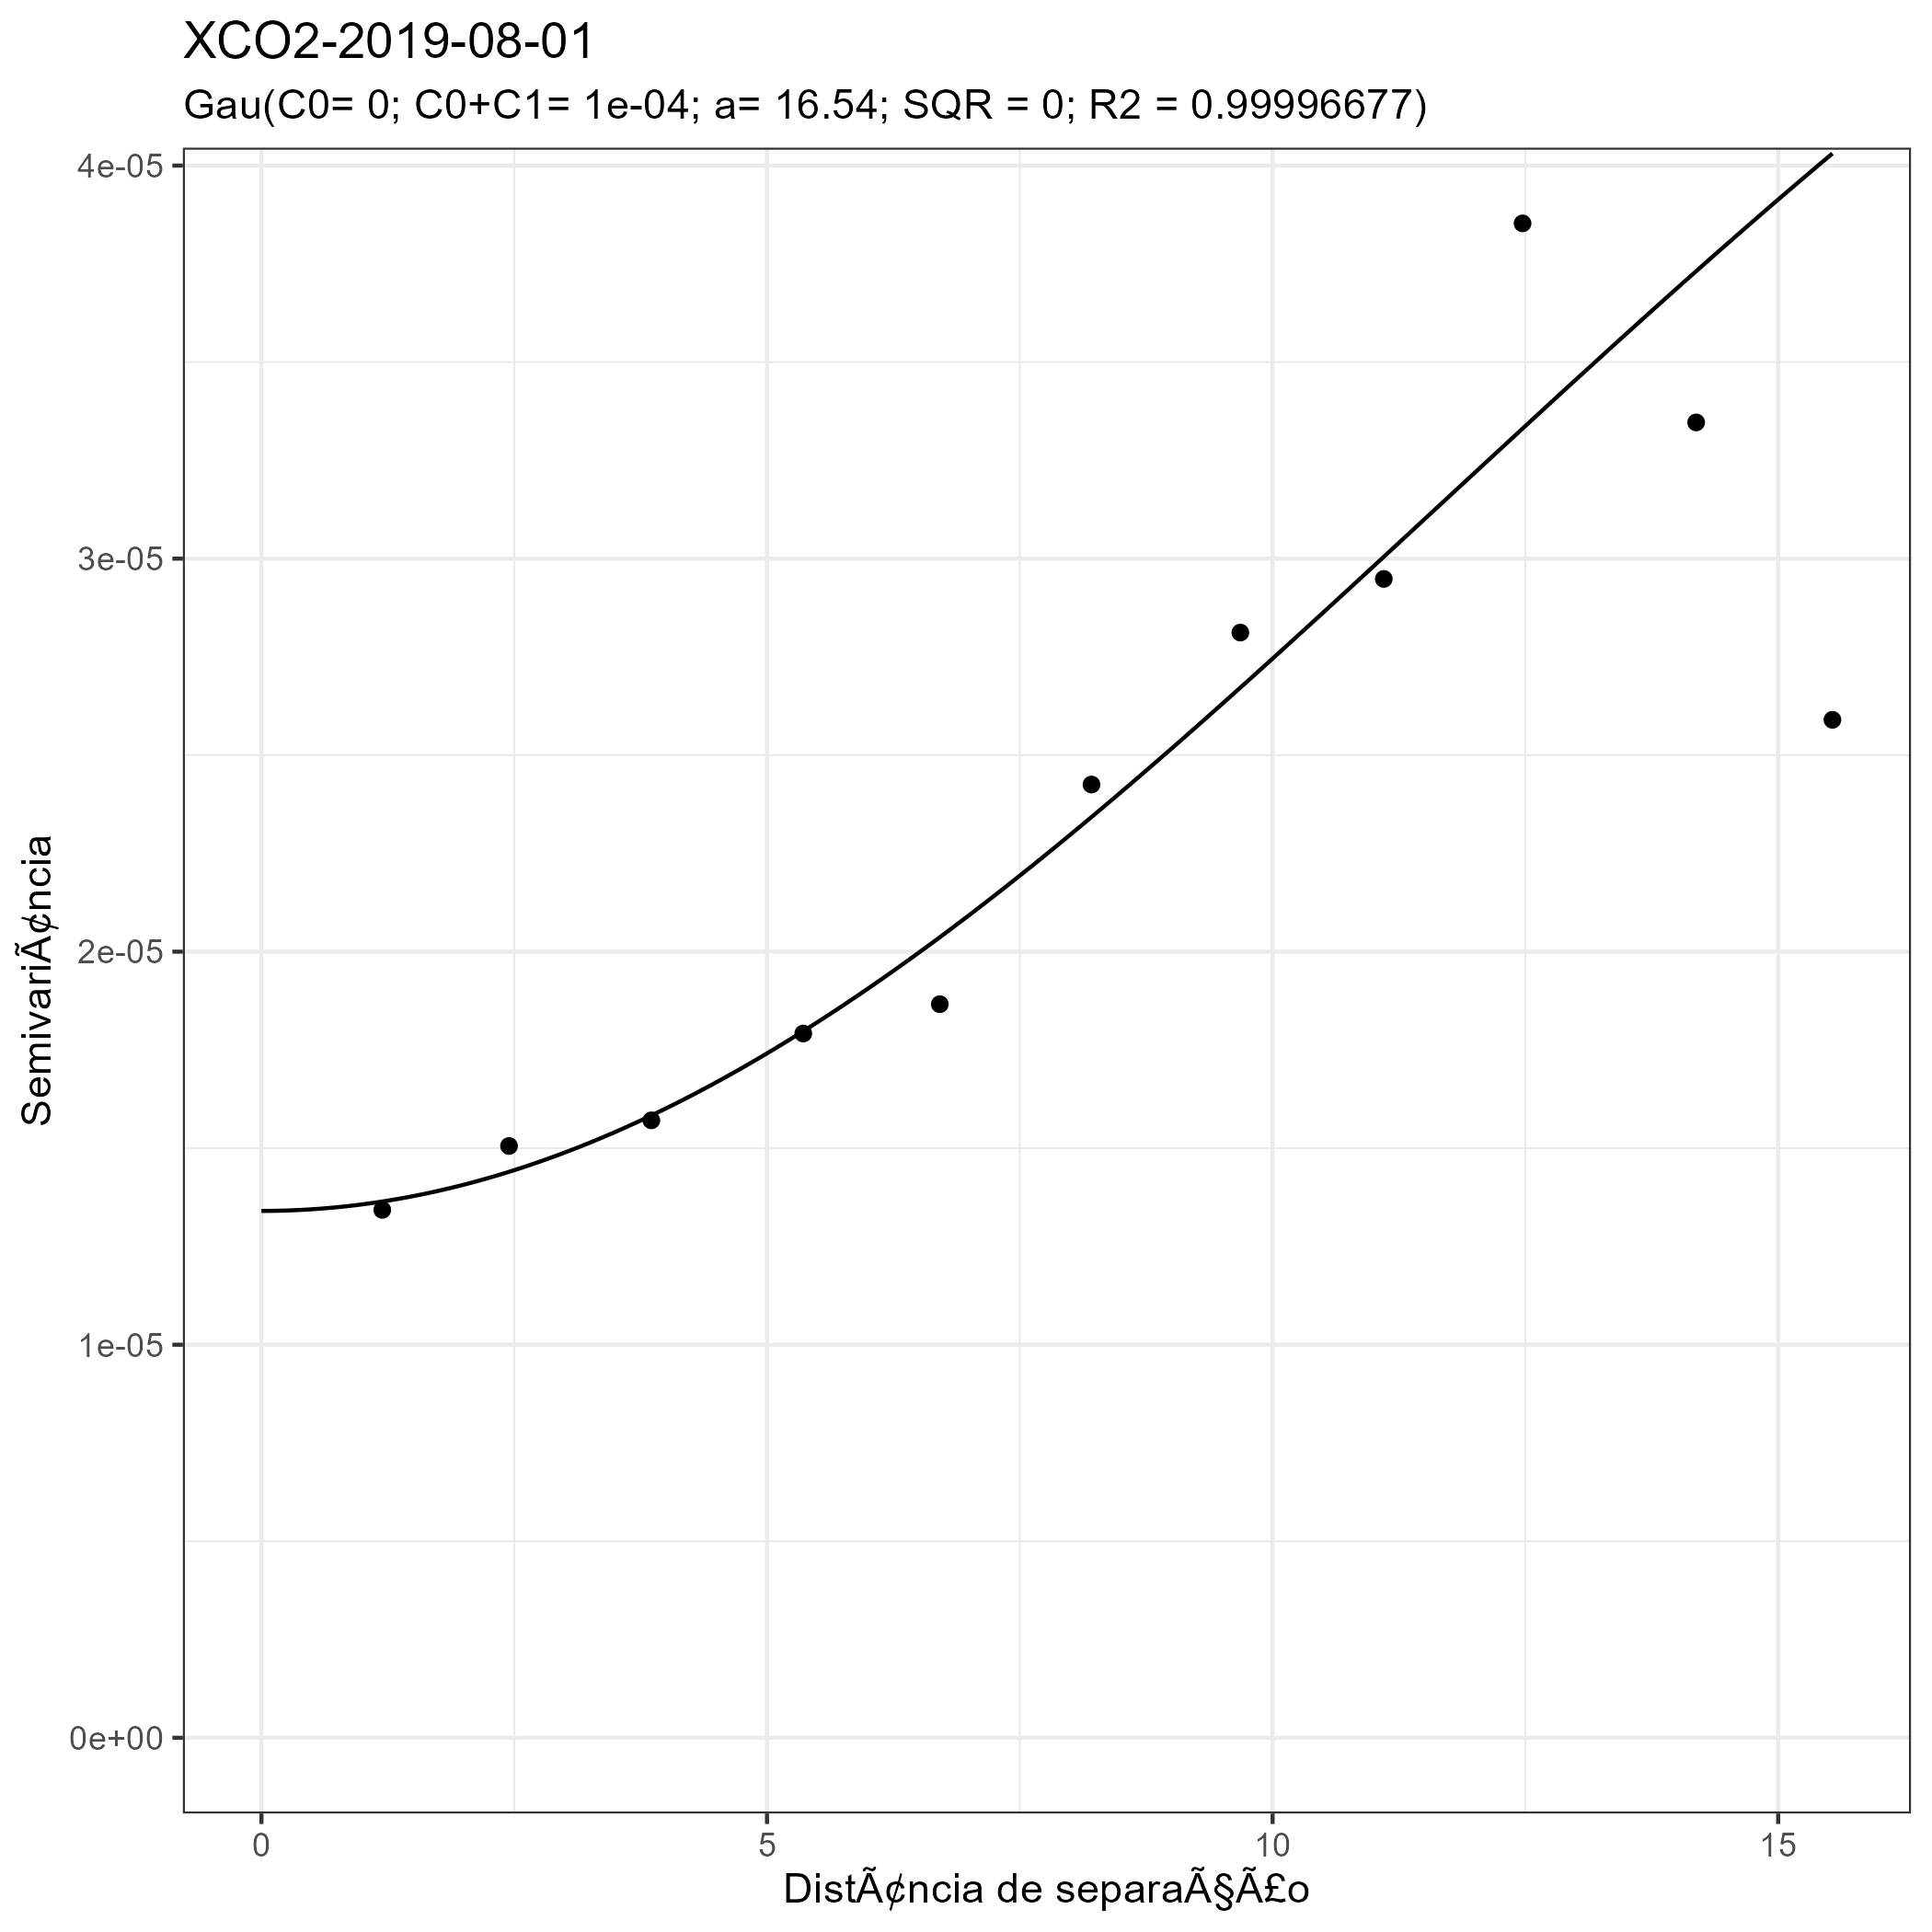 XCO2-2019-08-01
Gau(C0= 0; C0+C1= 1e-04; a= 16.54; SQR = 0; R2 = 0.99996677)
4e-05
3e-05
2e-05
1e-05
0e+00
SemivariÃ¢ncia
0 5 10 15
DistÃ¢ncia de separaÃ§Ã£o